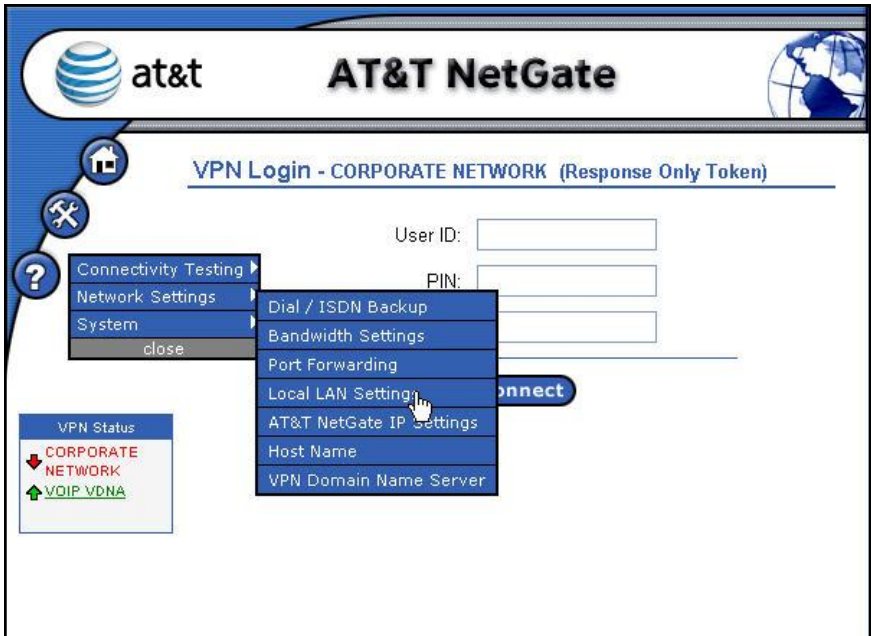 at&t
AT&T NetGate
VPN Login - CORPORATE NETWORK (Response Only Token)
User ID:
PIN:
?
Connectivity Testing
Network Settings
System
close
Dial / ISDN Backup
Bandwidth Settings
Port Forwarding
Local LAN Settings
AT&T NetGate IP Settings
Host Name
VPN Domain Name Server
VPN Status
CORPORATE
NETWORK
VOIP VDNA